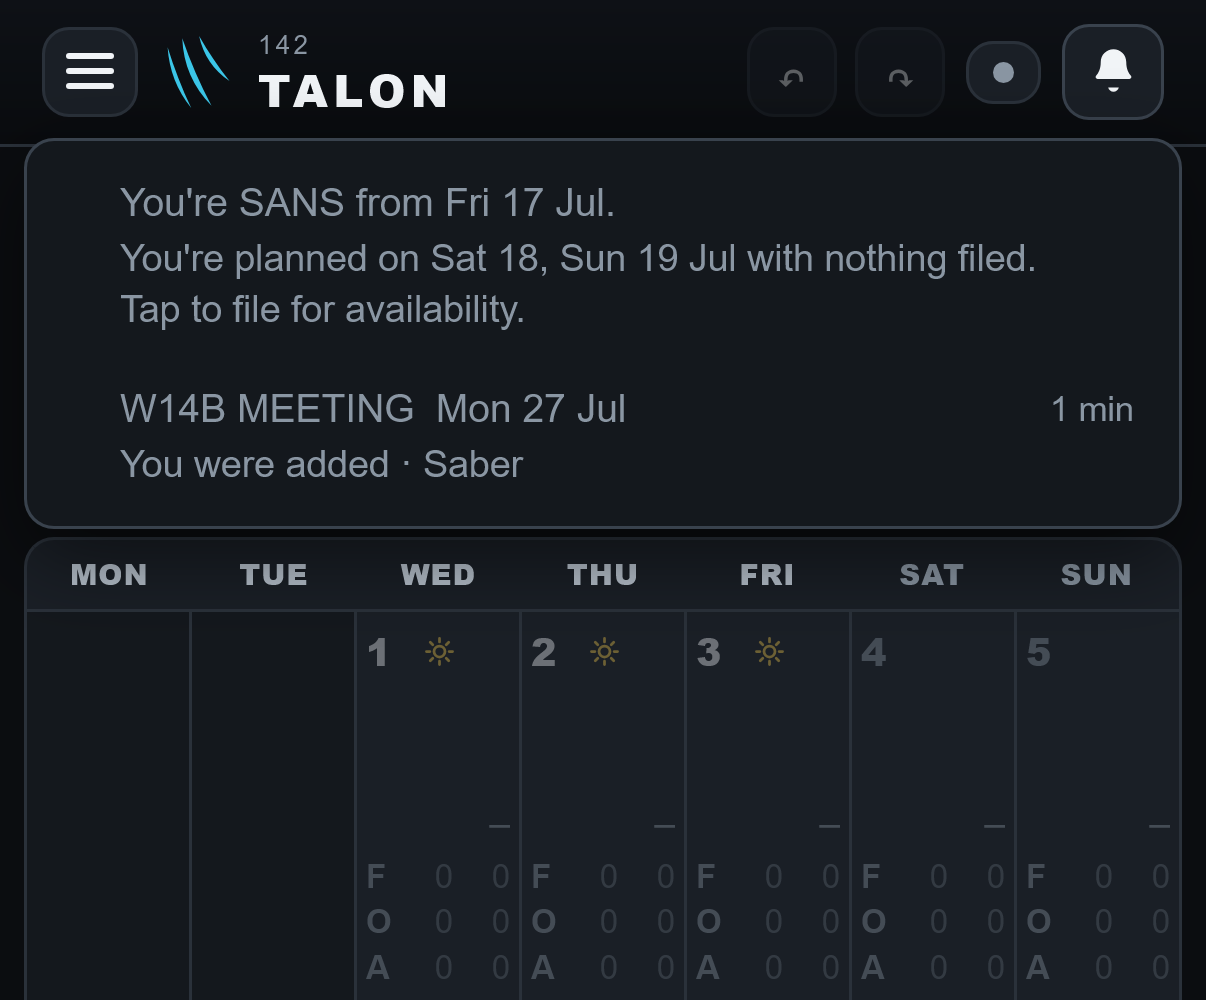 142
TALON
You're SANS from Fri 17 Jul.
You're planned on Sat 18, Sun 19 Jul with nothing filed.
Tap to file for availability.
W14B MEETING Mon 27 Jul 1 min
You were added · Saber
MON TUE WED THU FRI SAT SUN
1 2 3 4 5
– – – – –
F 0 0 F 0 0 F 0 0 F 0 0 F 0 0
O 0 0 O 0 0 O 0 0 O 0 0 O 0 0
A 0 0 A 0 0 A 0 0 A 0 0 A 0 0